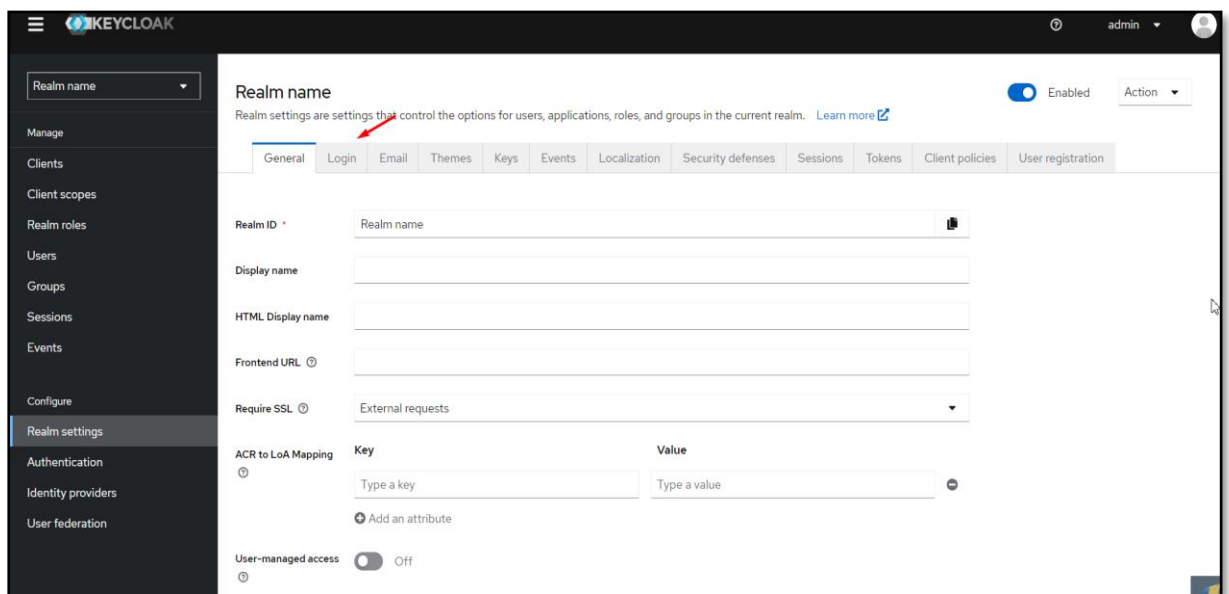 KEYCLOAK
admin
Realm name
Manage
Clients
Client scopes
Realm roles
Users
Groups
Sessions
Events
Configure
Realm settings
Authentication
Identity providers
User federation
Realm name
Enabled
Action
Realm settings are settings that control the options for users, applications, roles, and groups in the current realm. Learn more
General Login Email Themes Keys Events Localization Security defenses Sessions Tokens Client policies User registration
Realm ID * Realm name
Display name
HTML Display name
Frontend URL
Require SSL External requests
ACR to LoA Mapping Key Value
Type a key Type a value
Add an attribute
User-managed access Off